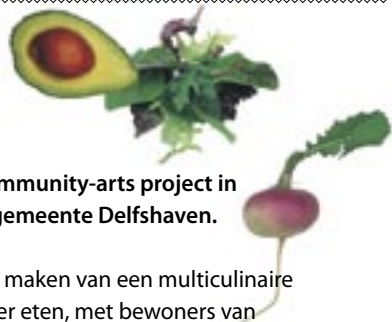 mmunity-arts project in
gemeente Delfshaven.
maken van een multiculinaire
er eten, met bewoners van